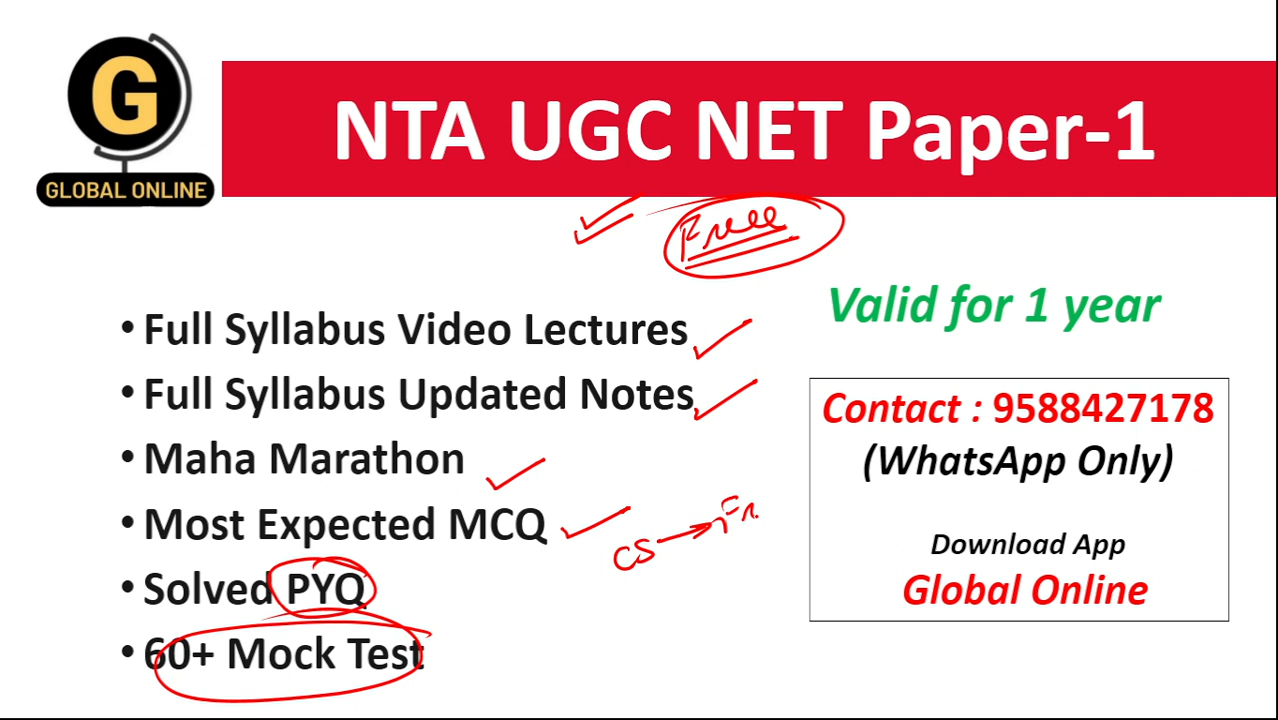 G
GLOBAL ONLINE
NTA UGC NET Paper-1
Free
Valid for 1 year
• Full Syllabus Video Lectures
• Full Syllabus Updated Notes
• Maha Marathon
• Most Expected MCQ
• Solved PYQ
• 60+ Mock Test
CS
Contact : 9588427178
(WhatsApp Only)
Download App
Global Online